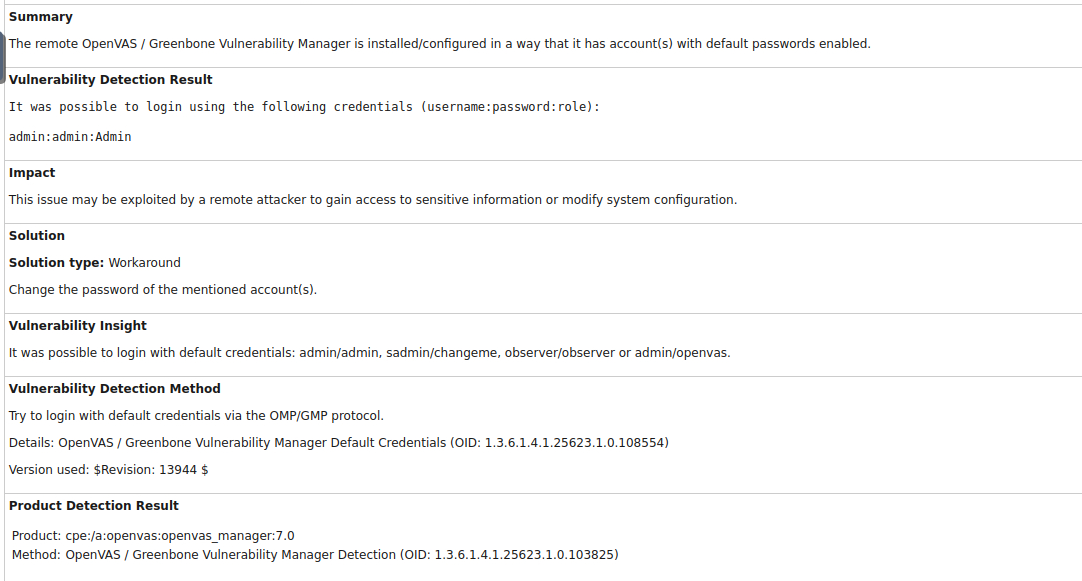 Summary
The remote OpenVAS / Greenbone Vulnerability Manager is installed/configured in a way that it has account(s) with default passwords enabled.
Vulnerability Detection Result
It was possible to login using the following credentials (username:password:role):
admin:admin:Admin
Impact
This issue may be exploited by a remote attacker to gain access to sensitive information or modify system configuration.
Solution
Solution type: Workaround
Change the password of the mentioned account(s).
Vulnerability Insight
It was possible to login with default credentials: admin/admin, sadmin/changeme, observer/observer or admin/openvas.
Vulnerability Detection Method
Try to login with default credentials via the OMP/GMP protocol.
Details: OpenVAS / Greenbone Vulnerability Manager Default Credentials (OID: 1.3.6.1.4.1.25623.1.0.108554)
Version used: $Revision: 13944 $
Product Detection Result
Product: cpe:/a:openvas:openvas_manager:7.0
Method: OpenVAS / Greenbone Vulnerability Manager Detection (OID: 1.3.6.1.4.1.25623.1.0.103825)